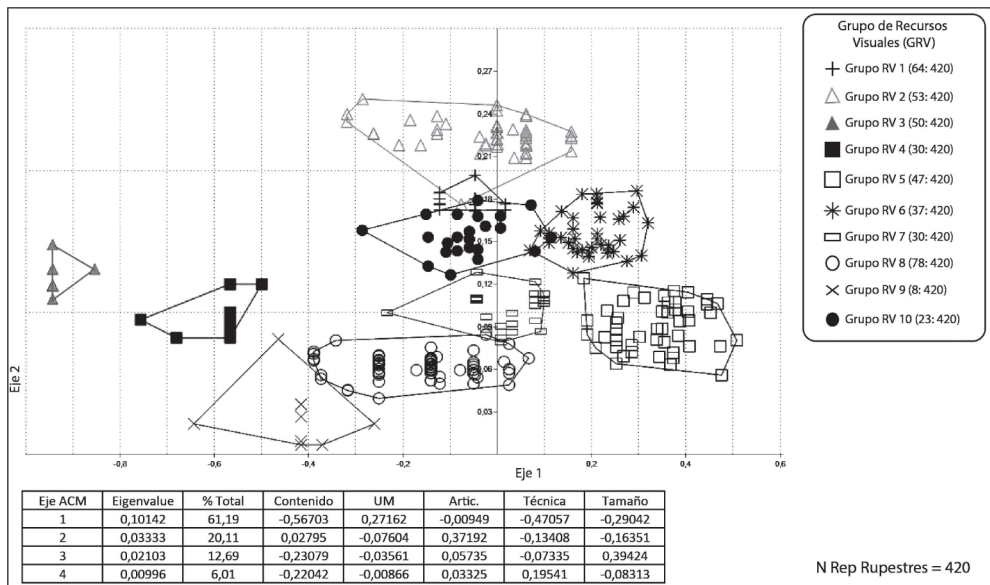 Grupo de Recursos
Visuales (GRV)
Grupo RV 1 (64: 420)
Grupo RV 2 (53: 420)
Grupo RV 3 (50: 420)
Grupo RV 4 (30: 420)
Grupo RV 5 (47: 420)
Grupo RV 6 (37: 420)
Grupo RV 7 (30: 420)
Grupo RV 8 (78: 420)
Grupo RV 9 (8: 420)
Grupo RV 10 (23: 420)
0,27
0,24
0,21
0,18
0,15
0,12
0,09
0,06
0,03
Eje 2
-0,8 -0,6 -0,4 -0,2 0,2 0,4 0,6
Eje 1
Eje ACM Eigenvalue % Total Contenido UM Artic. Técnica Tamaño
1 0,10142 61,19 -0,56703 0,27162 -0,00949 -0,47057 -0,29042
2 0,03333 20,11 0,02795 -0,07604 0,37192 -0,13408 -0,16351
3 0,02103 12,69 -0,23079 -0,03561 0,05735 -0,07335 0,39424
4 0,00996 6,01 -0,22042 -0,00866 0,03325 0,19541 -0,08313
N Rep Rupestres = 420